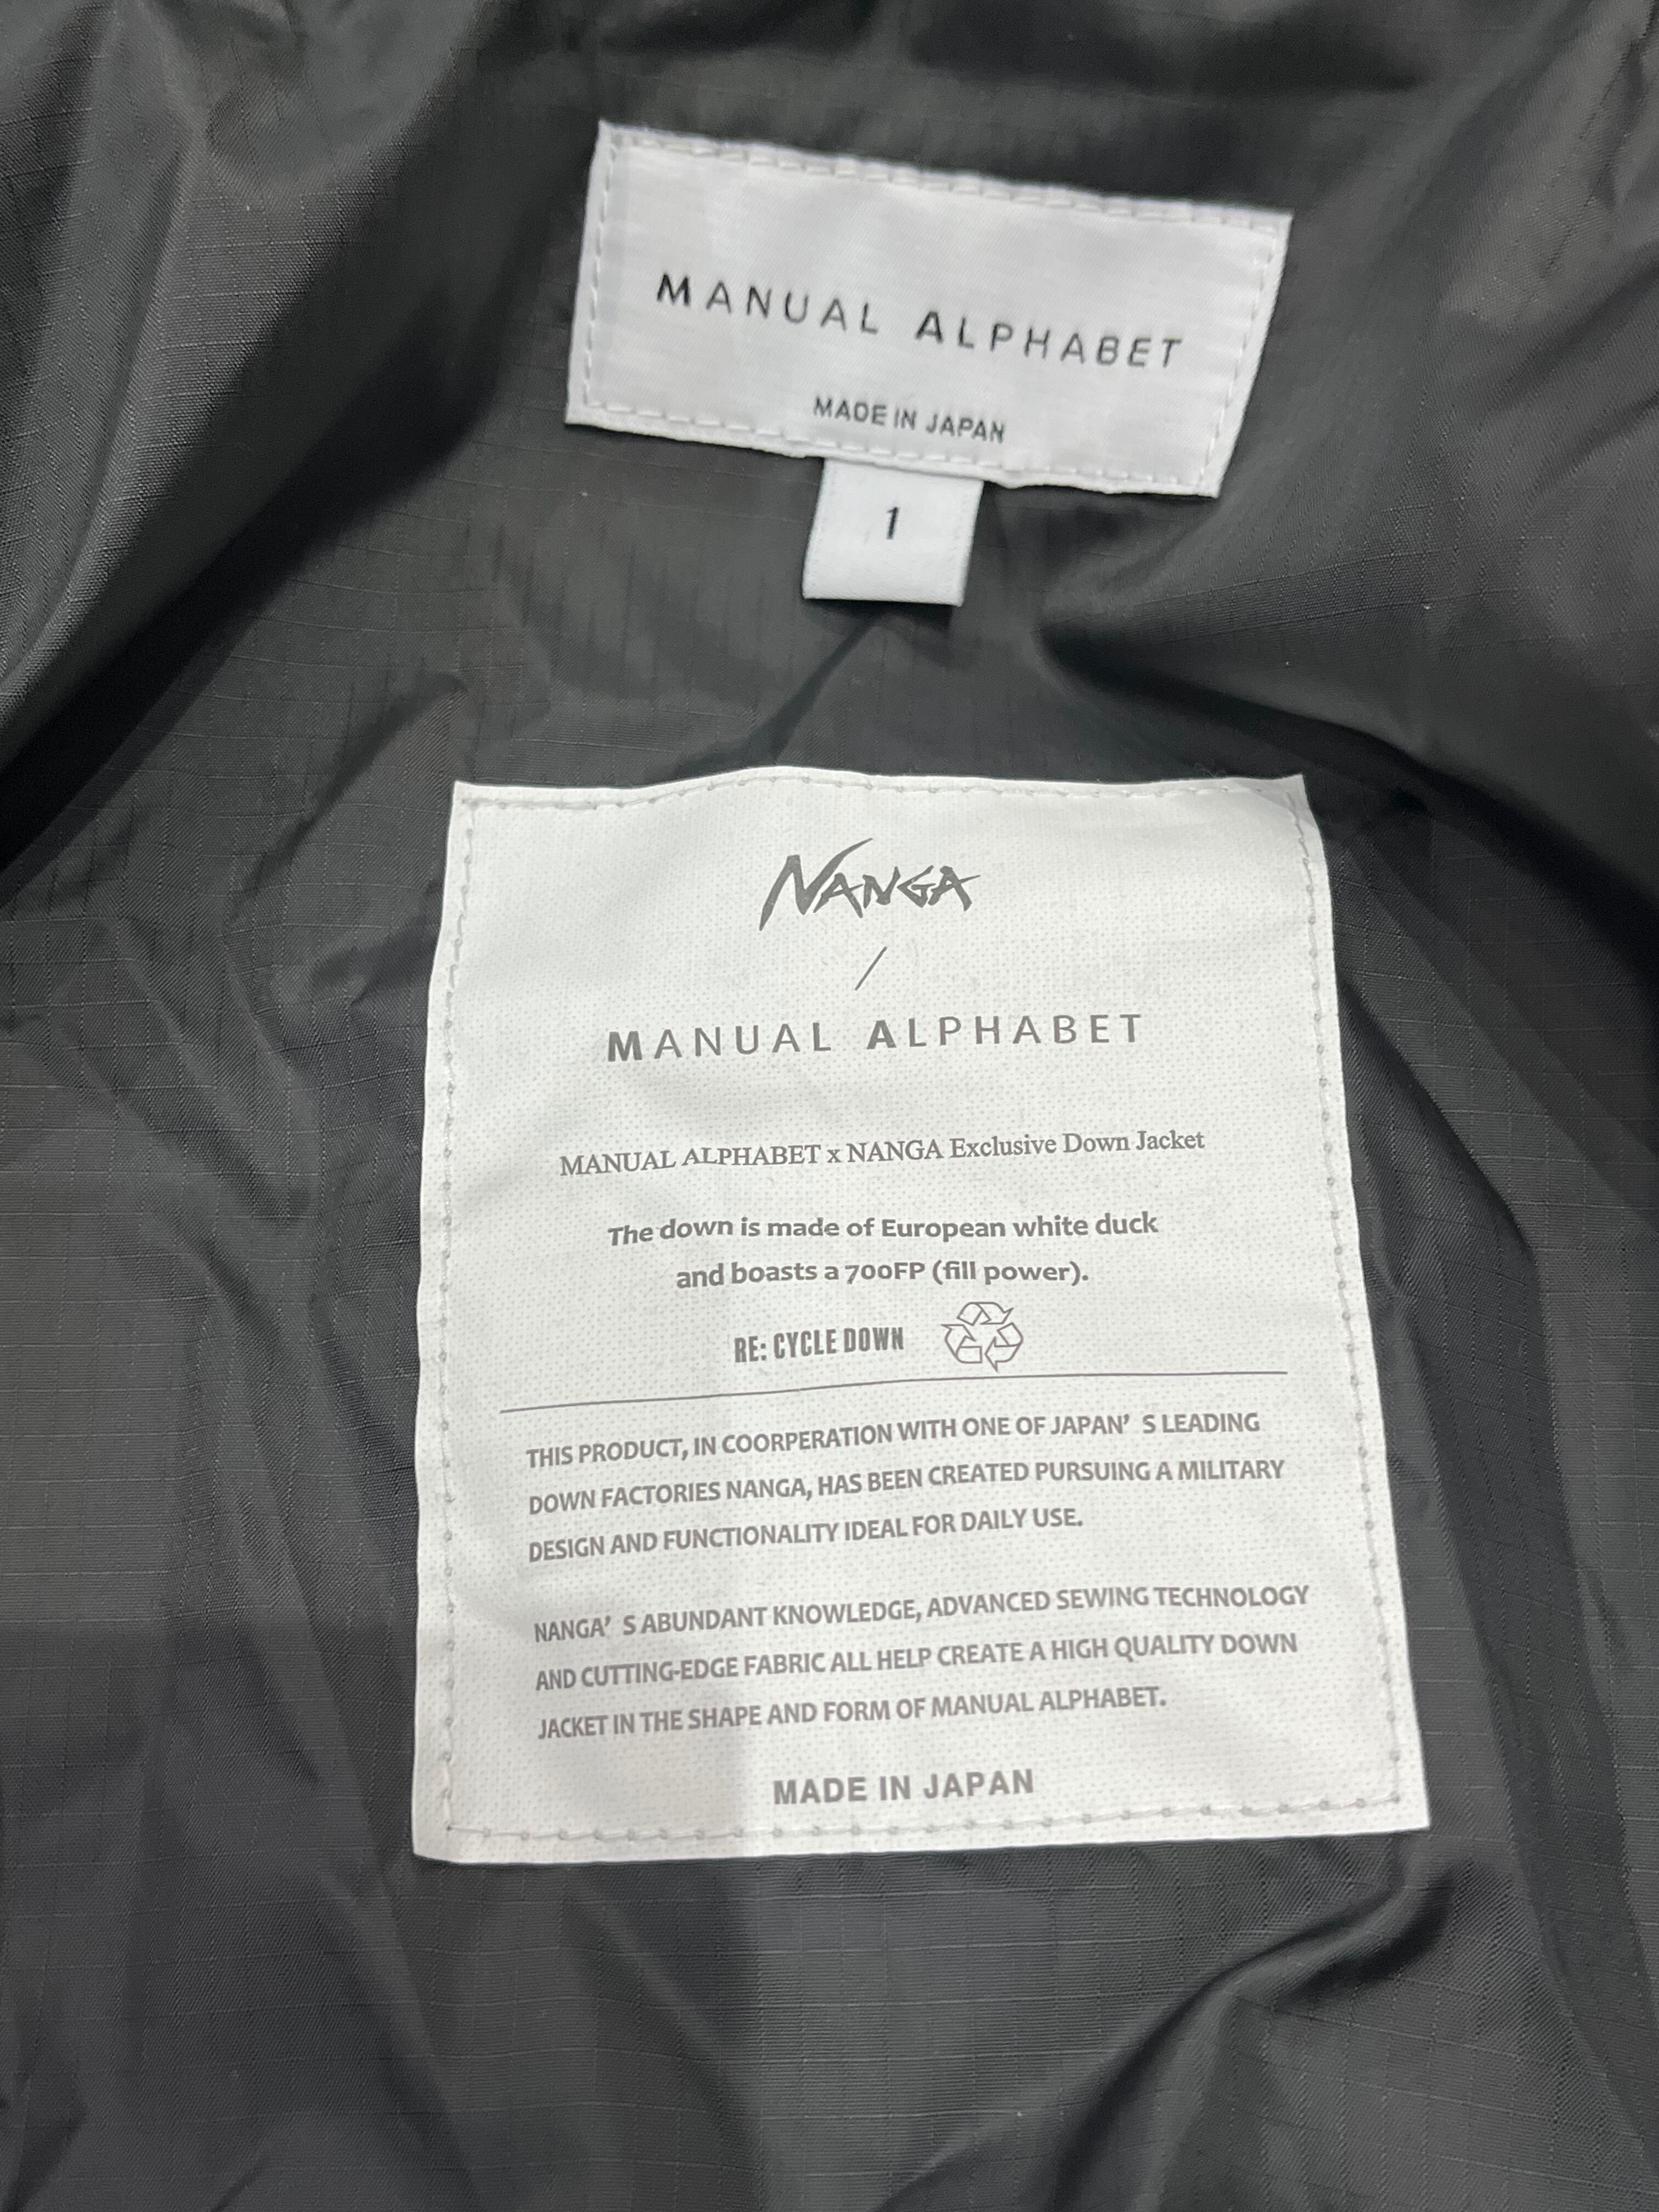 MANUAL ALPHABET
MADE IN JAPAN
1
NANGA
/
MANUAL ALPHABET
MANUAL ALPHABET x NANGA Exclusive Down Jacket
The down is made of European white duck
and boasts a 700FP (fill power).
RE: CYCLE DOWN
THIS PRODUCT, IN COORPERATION WITH ONE OF JAPAN’ S LEADING
DOWN FACTORIES NANGA, HAS BEEN CREATED PURSUING A MILITARY
DESIGN AND FUNCTIONALITY IDEAL FOR DAILY USE.
NANGA’ S ABUNDANT KNOWLEDGE, ADVANCED SEWING TECHNOLOGY
AND CUTTING-EDGE FABRIC ALL HELP CREATE A HIGH QUALITY DOWN
JACKET IN THE SHAPE AND FORM OF MANUAL ALPHABET.
MADE IN JAPAN